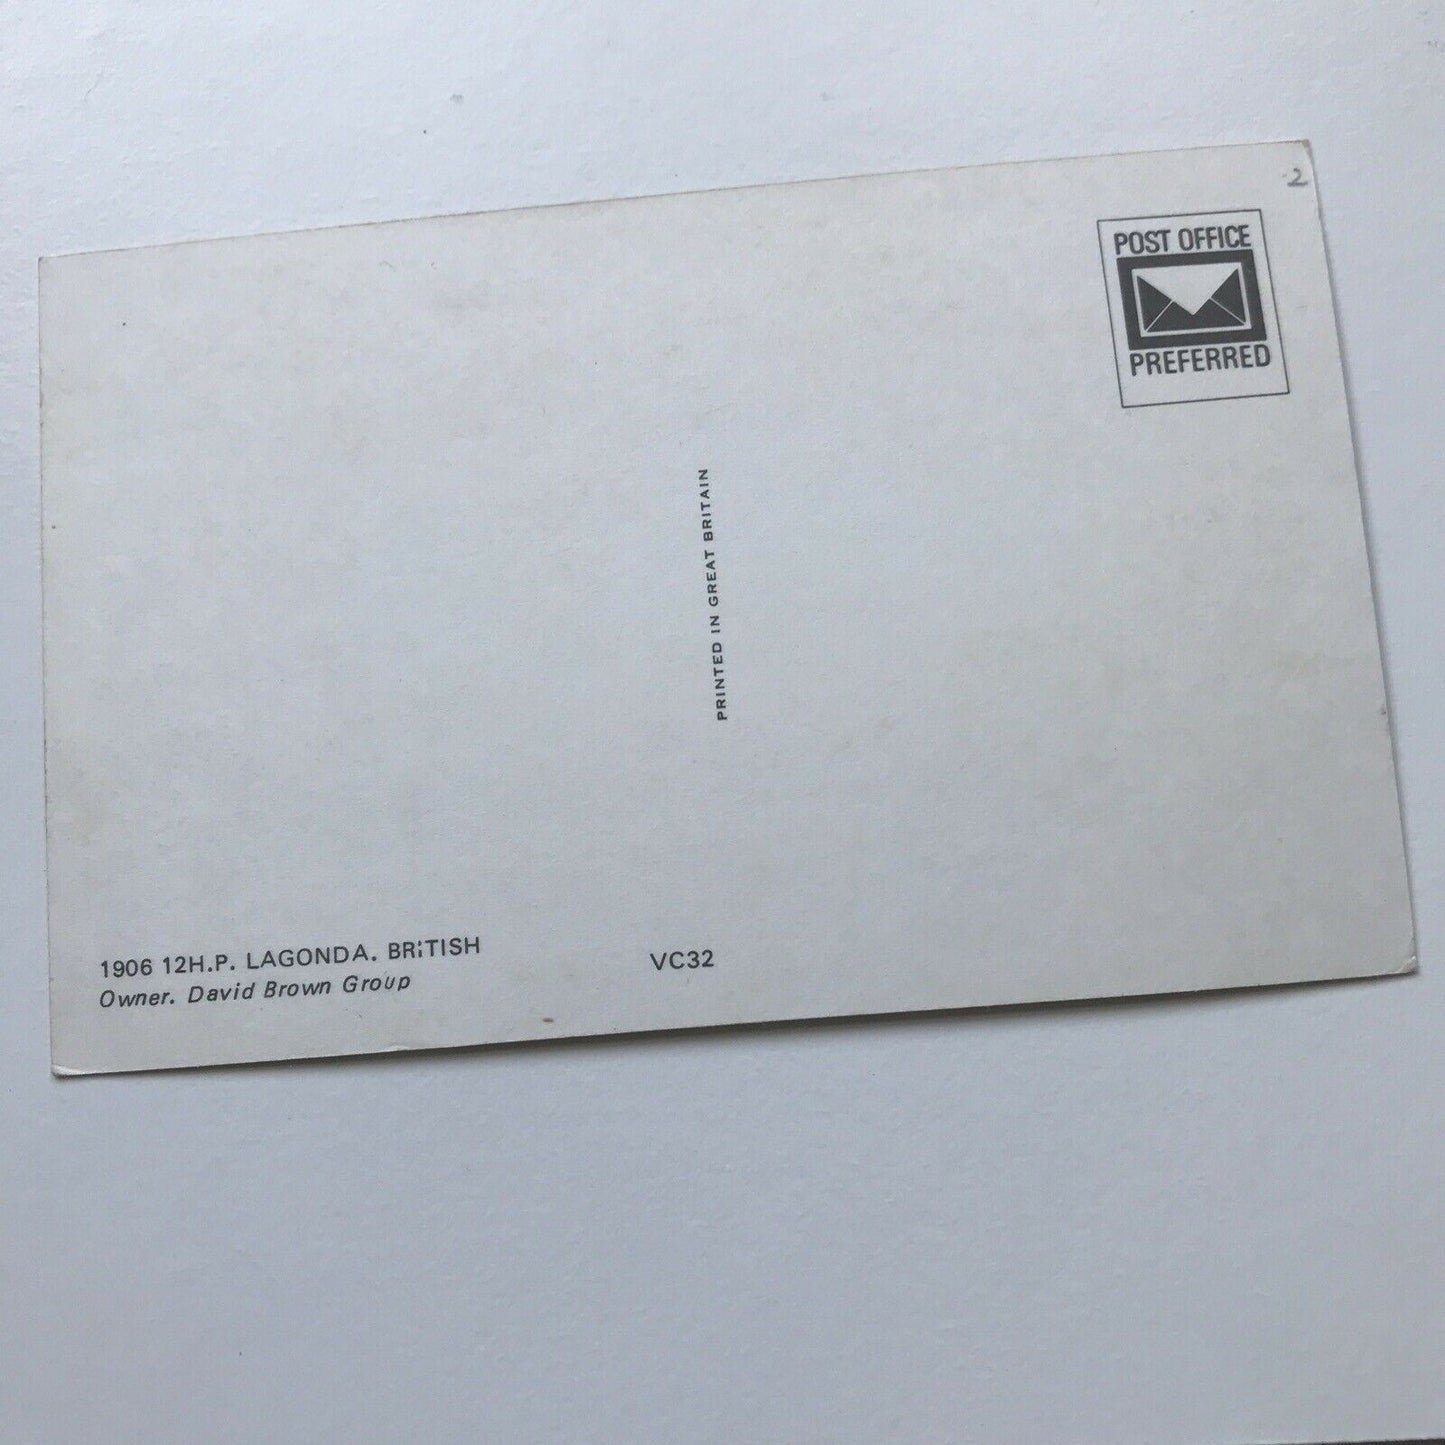 2
POST OFFICE
PREFERRED
PRINTED IN GREAT BRITAIN
1906 12H.P. LAGONDA. BRITISH
Owner. David Brown Group
VC32